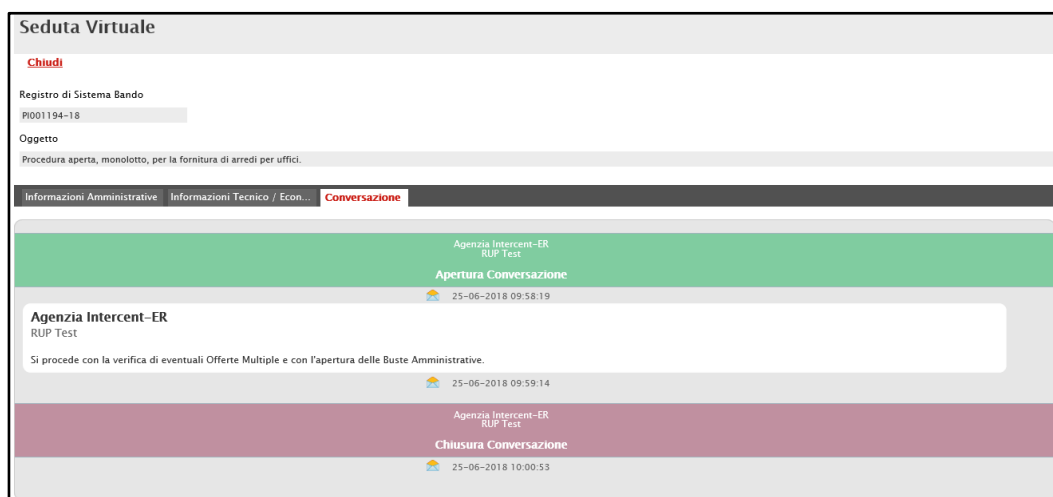 Seduta Virtuale
Chiudi
Registro di Sistema Bando
PI001194-18
Oggetto
Procedura aperta, monolotto, per la fornitura di arredi per uffici.
Informazioni Amministrative Informazioni Tecnico / Econ... Conversazione
Agenzia Intercent-ER
RUP Test
Apertura Conversazione
25-06-2018 09:58:19
Agenzia Intercent-ER
RUP Test
Si procede con la verifica di eventuali Offerte Multiple e con l'apertura delle Buste Amministrative.
25-06-2018 09:59:14
Agenzia Intercent-ER
RUP Test
Chiusura Conversazione
25-06-2018 10:00:53